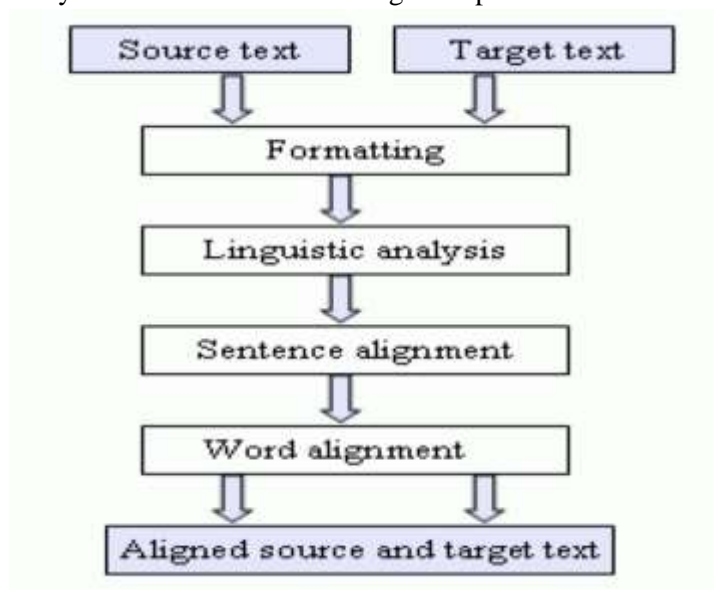 Source text
Target text
Formatting
Linguistic analysis
Sentence alignment
Word alignment
Aligned source and target text